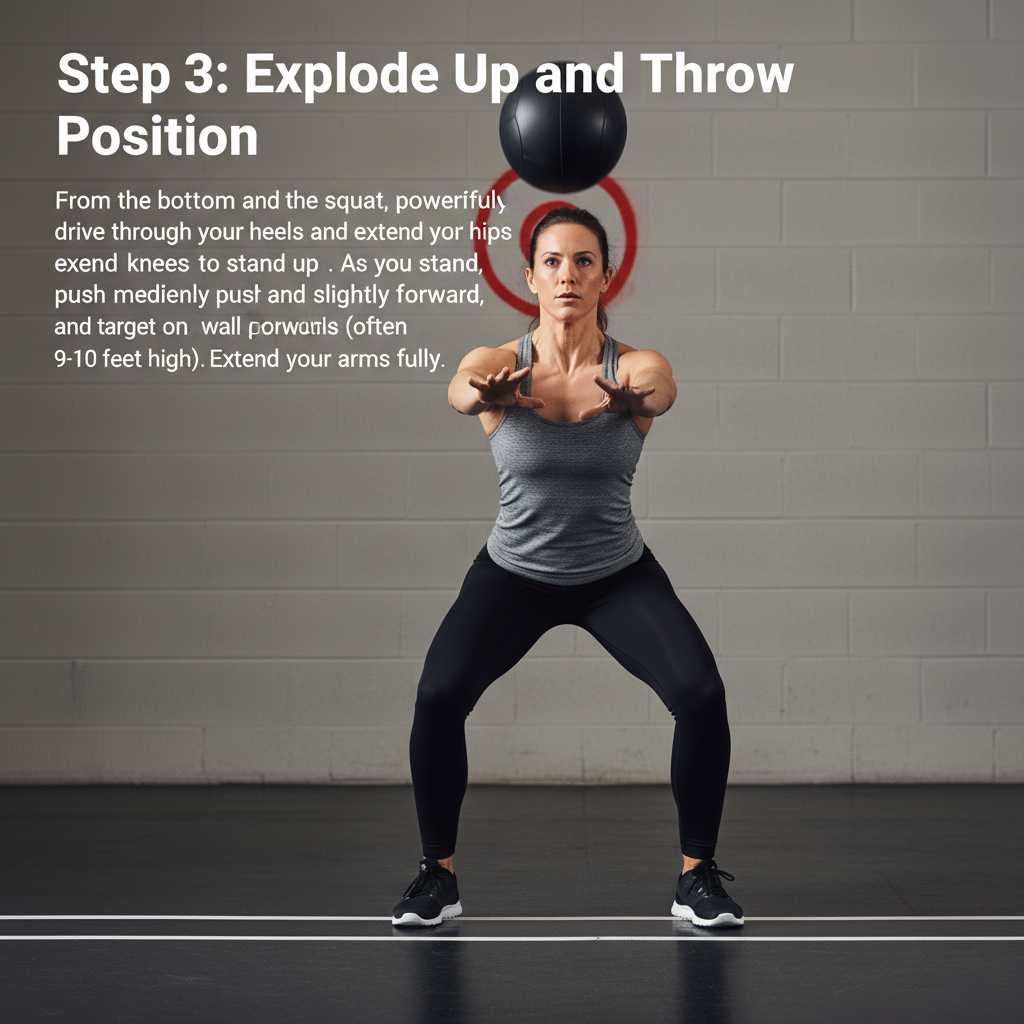 Step 3: Explode Up and Throw
Position
From the bottom and the squat, powerifuly
drive through your heels and extend yor hips
exend knees to stand up . As you stand,
push medienly push and slightly forward,
and target on wall (often
9-10 feet high). Extend your arms fully.